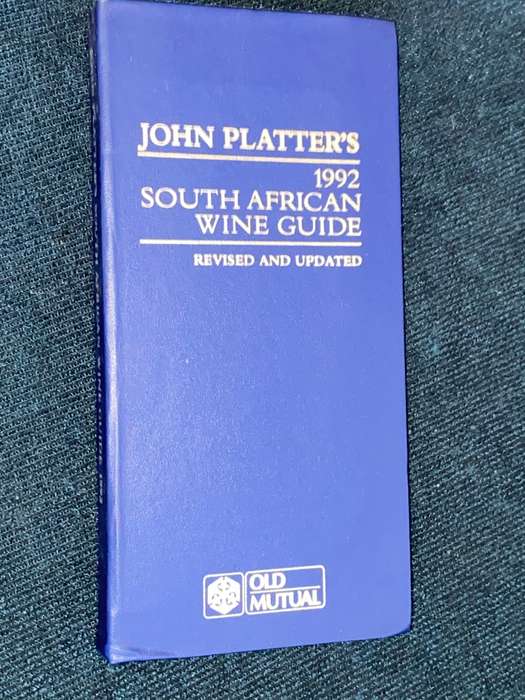 JOHN PLATTER'S
1992
SOUTH AFRICAN
WINE GUIDE
REVISED AND UPDATED
OLD
MUTUAL